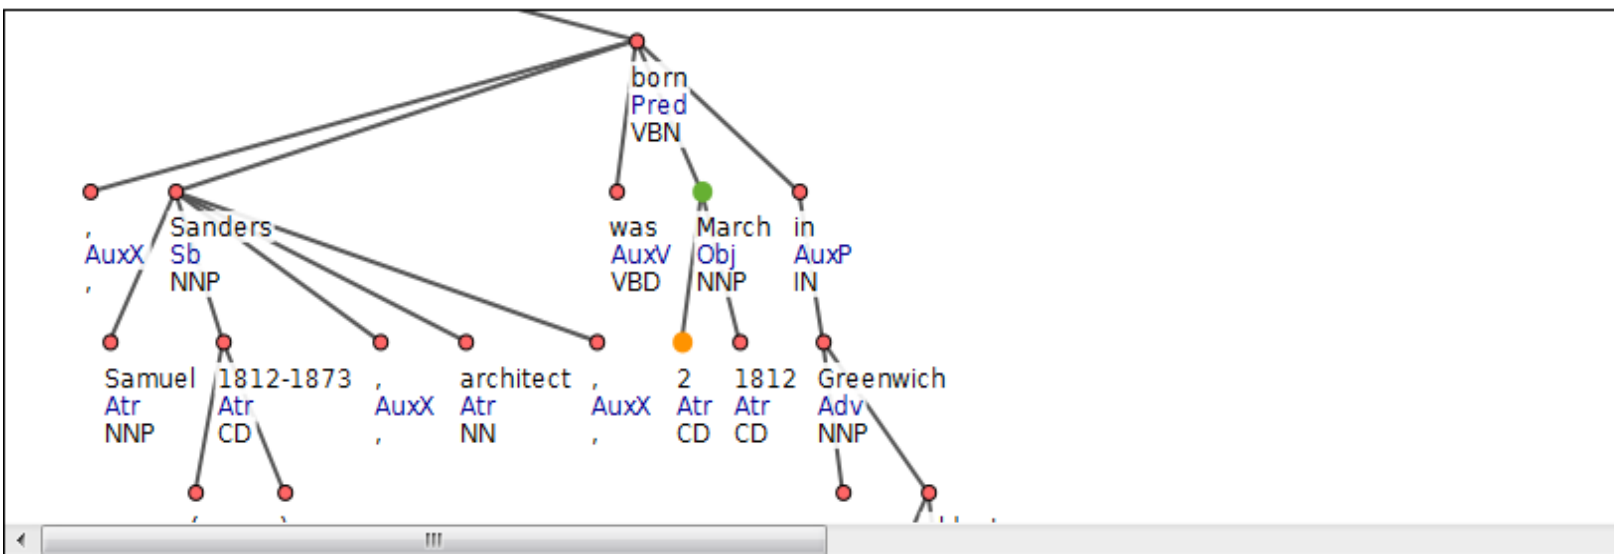 born
Pred
VBN
, Sanders was March in
AuxX Sb AuxV Obj AuxP
, NNP VBD NNP IN
Samuel 1812-1873 , architect , 2 1812 Greenwich
Atr Atr AuxX Atr AuxX Atr Atr Adv
NNP CD , NN , CD CD NNP